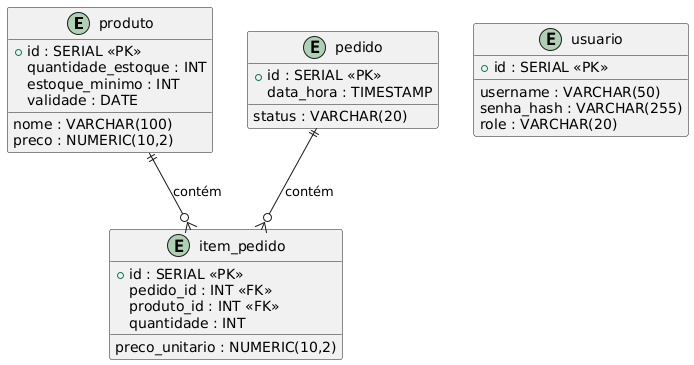 E produto
+ id : SERIAL «PK»
quantidade_estoque : INT
estoque_minimo : INT
validade : DATE
nome : VARCHAR(100)
preco : NUMERIC(10,2)
E pedido
+ id : SERIAL «PK»
data_hora : TIMESTAMP
status : VARCHAR(20)
E usuario
+ id : SERIAL «PK»
username : VARCHAR(50)
senha_hash : VARCHAR(255)
role : VARCHAR(20)
contém
contém
E item_pedido
+ id : SERIAL «PK»
pedido_id : INT «FK»
produto_id : INT «FK»
quantidade : INT
preco_unitario : NUMERIC(10,2)